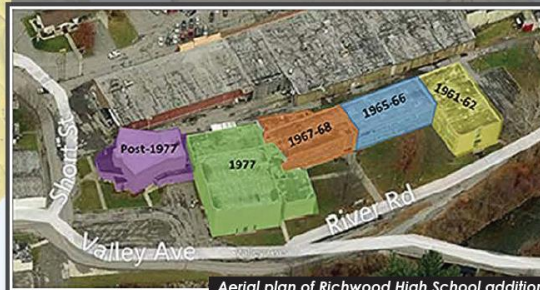 Short St
Post-1977
1977
1967-68
1965-66
1961-62
River Rd
Valley Ave
Aerial plan of Richwood High School addition